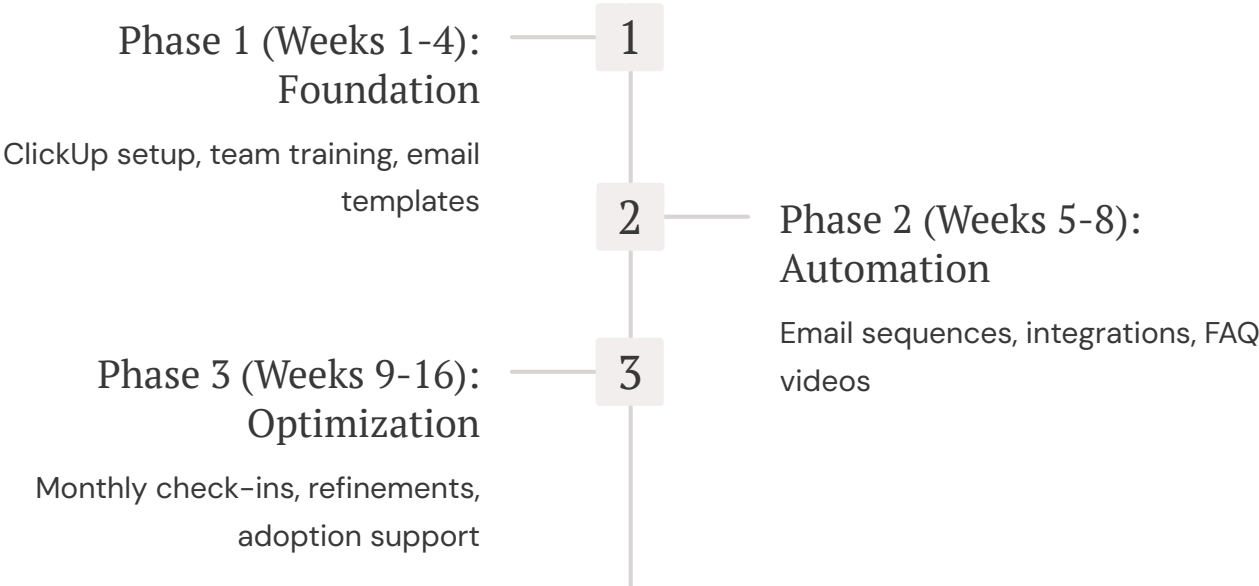 1
Phase 1 (Weeks 1-4):
Foundation
ClickUp setup, team training, email
templates
2
Phase 2 (Weeks 5-8):
Automation
Email sequences, integrations, FAQ
videos
3
Phase 3 (Weeks 9-16):
Optimization
Monthly check-ins, refinements,
adoption support